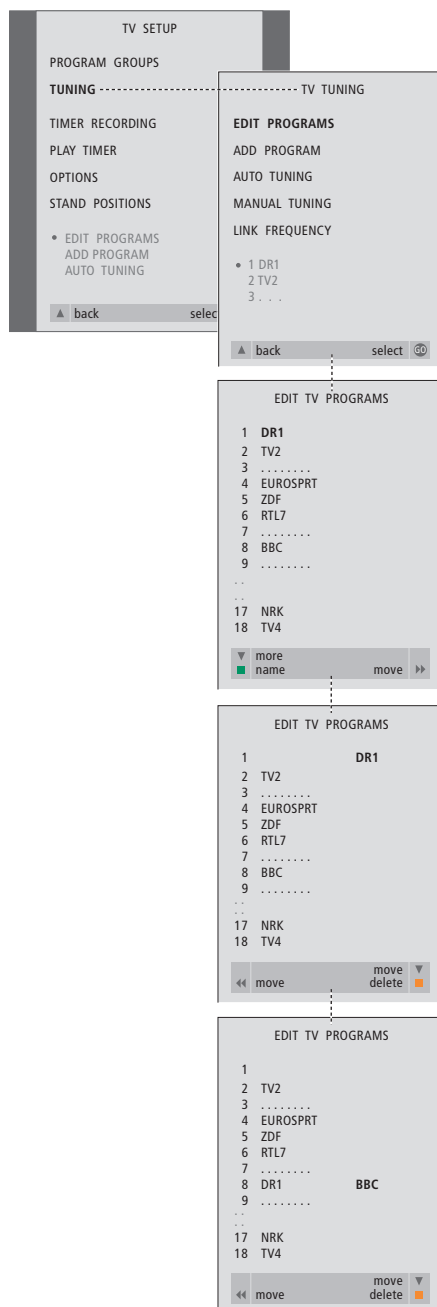 TV SETUP
PROGRAM GROUPS
TUNING
TIMER RECORDING
PLAY TIMER
OPTIONS
STAND POSITIONS
• EDIT PROGRAMS
ADD PROGRAM
AUTO TUNING
▲ back selec
TV TUNING
EDIT PROGRAMS
ADD PROGRAM
AUTO TUNING
MANUAL TUNING
LINK FREQUENCY
• 1 DR1
2 TV2
3 . . .
▲ back select GO
EDIT TV PROGRAMS
1 DR1
2 TV2
3 . . . . . . . .
4 EUROSPRT
5 ZDF
6 RTL7
7 . . . . . . . .
8 BBC
9 . . . . . . . .
. .
. .
17 NRK
18 TV4
▼ more
name move
EDIT TV PROGRAMS
1 DR1
2 TV2
3 . . . . . . . .
4 EUROSPRT
5 ZDF
6 RTL7
7 . . . . . . . .
8 BBC
9 . . . . . . . .
. .
. .
17 NRK
18 TV4
move ▼
move delete
EDIT TV PROGRAMS
1
2 TV2
3 . . . . . . . .
4 EUROSPRT
5 ZDF
6 RTL7
7 . . . . . . . .
8 DR1 BBC
9 . . . . . . . .
. .
. .
17 NRK
18 TV4
move ▼
move delete